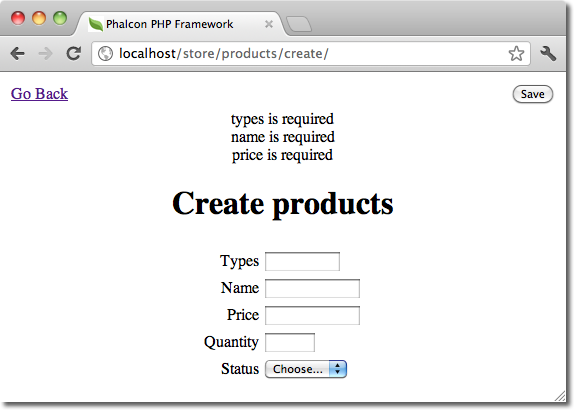 Phalcon PHP Framework
localhost/store/products/create/
Go Back
Save
types is required
name is required
price is required
Create products
Types
Name
Price
Quantity
Status Choose...